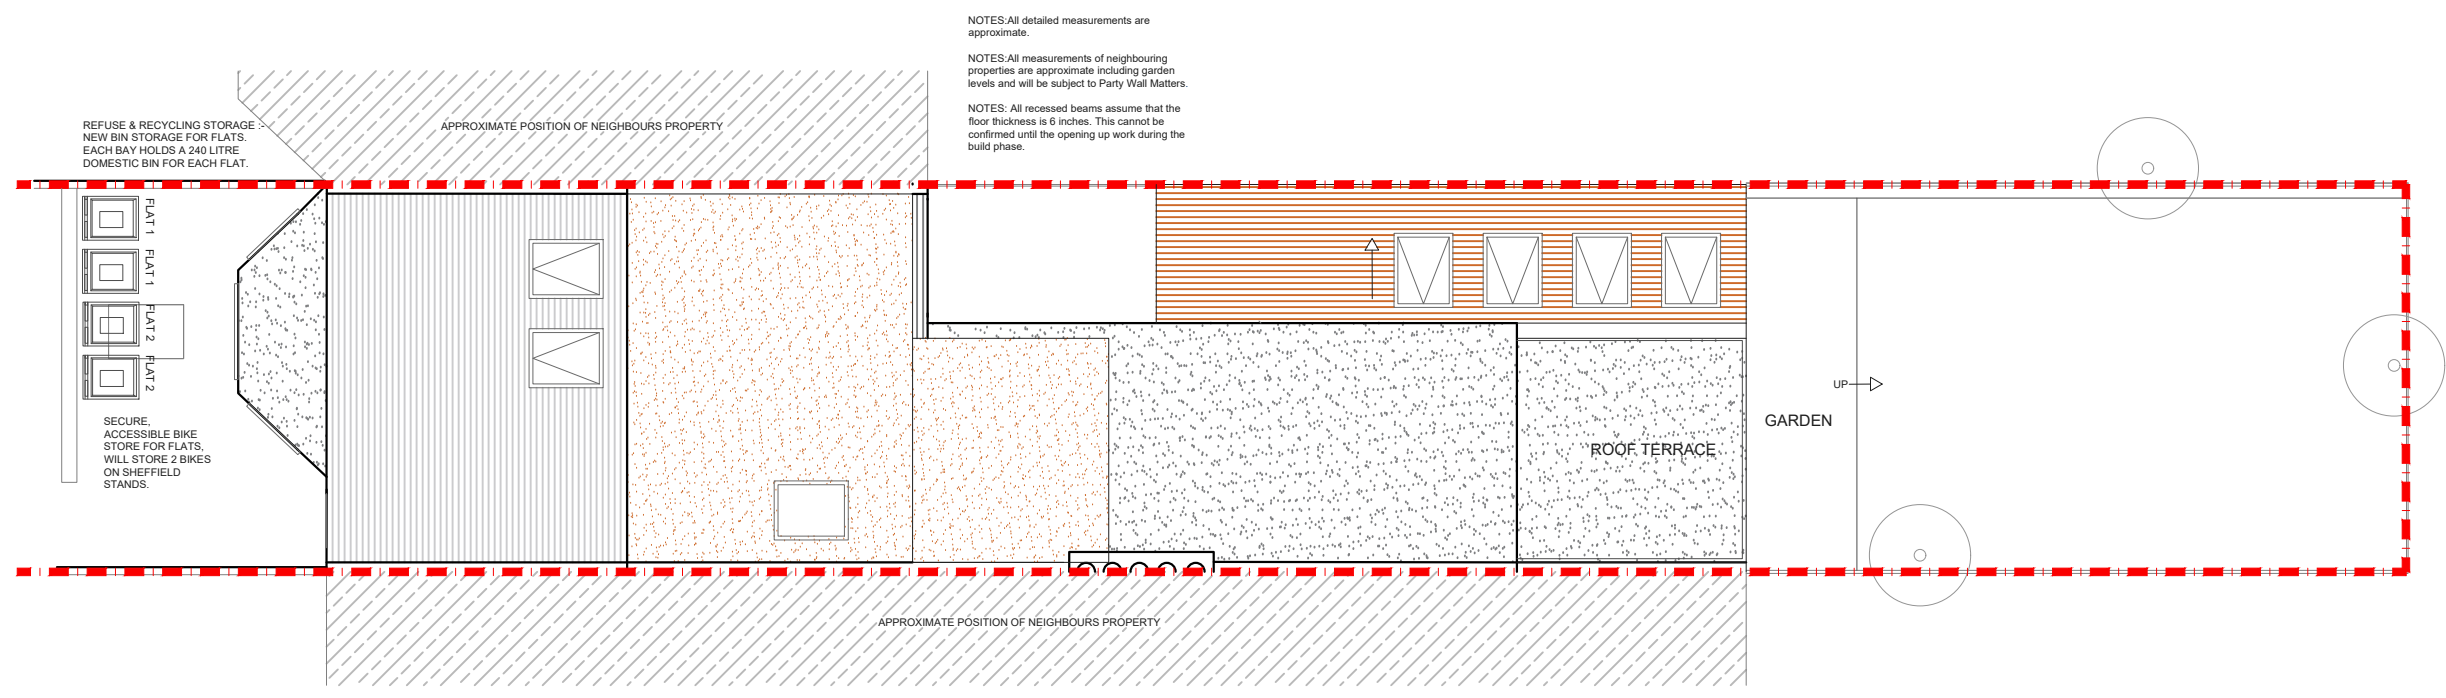 NOTES:All detailed measurements are
approximate.
NOTES:All measurements of neighbouring
properties are approximate including garden
levels and will be subject to Party Wall Matters.
NOTES: All recessed beams assume that the
floor thickness is 6 inches. This cannot be
confirmed until the opening up work during the
build phase.
REFUSE & RECYCLING STORAGE :-
NEW BIN STORAGE FOR FLATS.
EACH BAY HOLDS A 240 LITRE
DOMESTIC BIN FOR EACH FLAT.
APPROXIMATE POSITION OF NEIGHBOURS PROPERTY
FLAT 1
FLAT 1
FLAT 2
FLAT 2
SECURE,
ACCESSIBLE BIKE
STORE FOR FLATS,
WILL STORE 2 BIKES
ON SHEFFIELD
STANDS.
UP
GARDEN
ROOF TERRACE
APPROXIMATE POSITION OF NEIGHBOURS PROPERTY